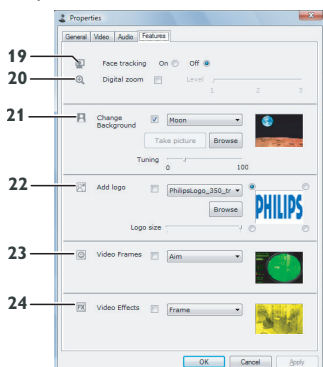 Properties
General Video Audio Features
19 Face tracking On Off
20 Digital zoom Level
1 2 3
21 Change Background Moon
Take picture Browse
Tuning
0 100
22 Add logo PhilipsLogo_350_tr
Browse
PHILIPS
Logo size
23 Video Frames Aim
24 FX Video Effects Frame
OK Cancel Apply